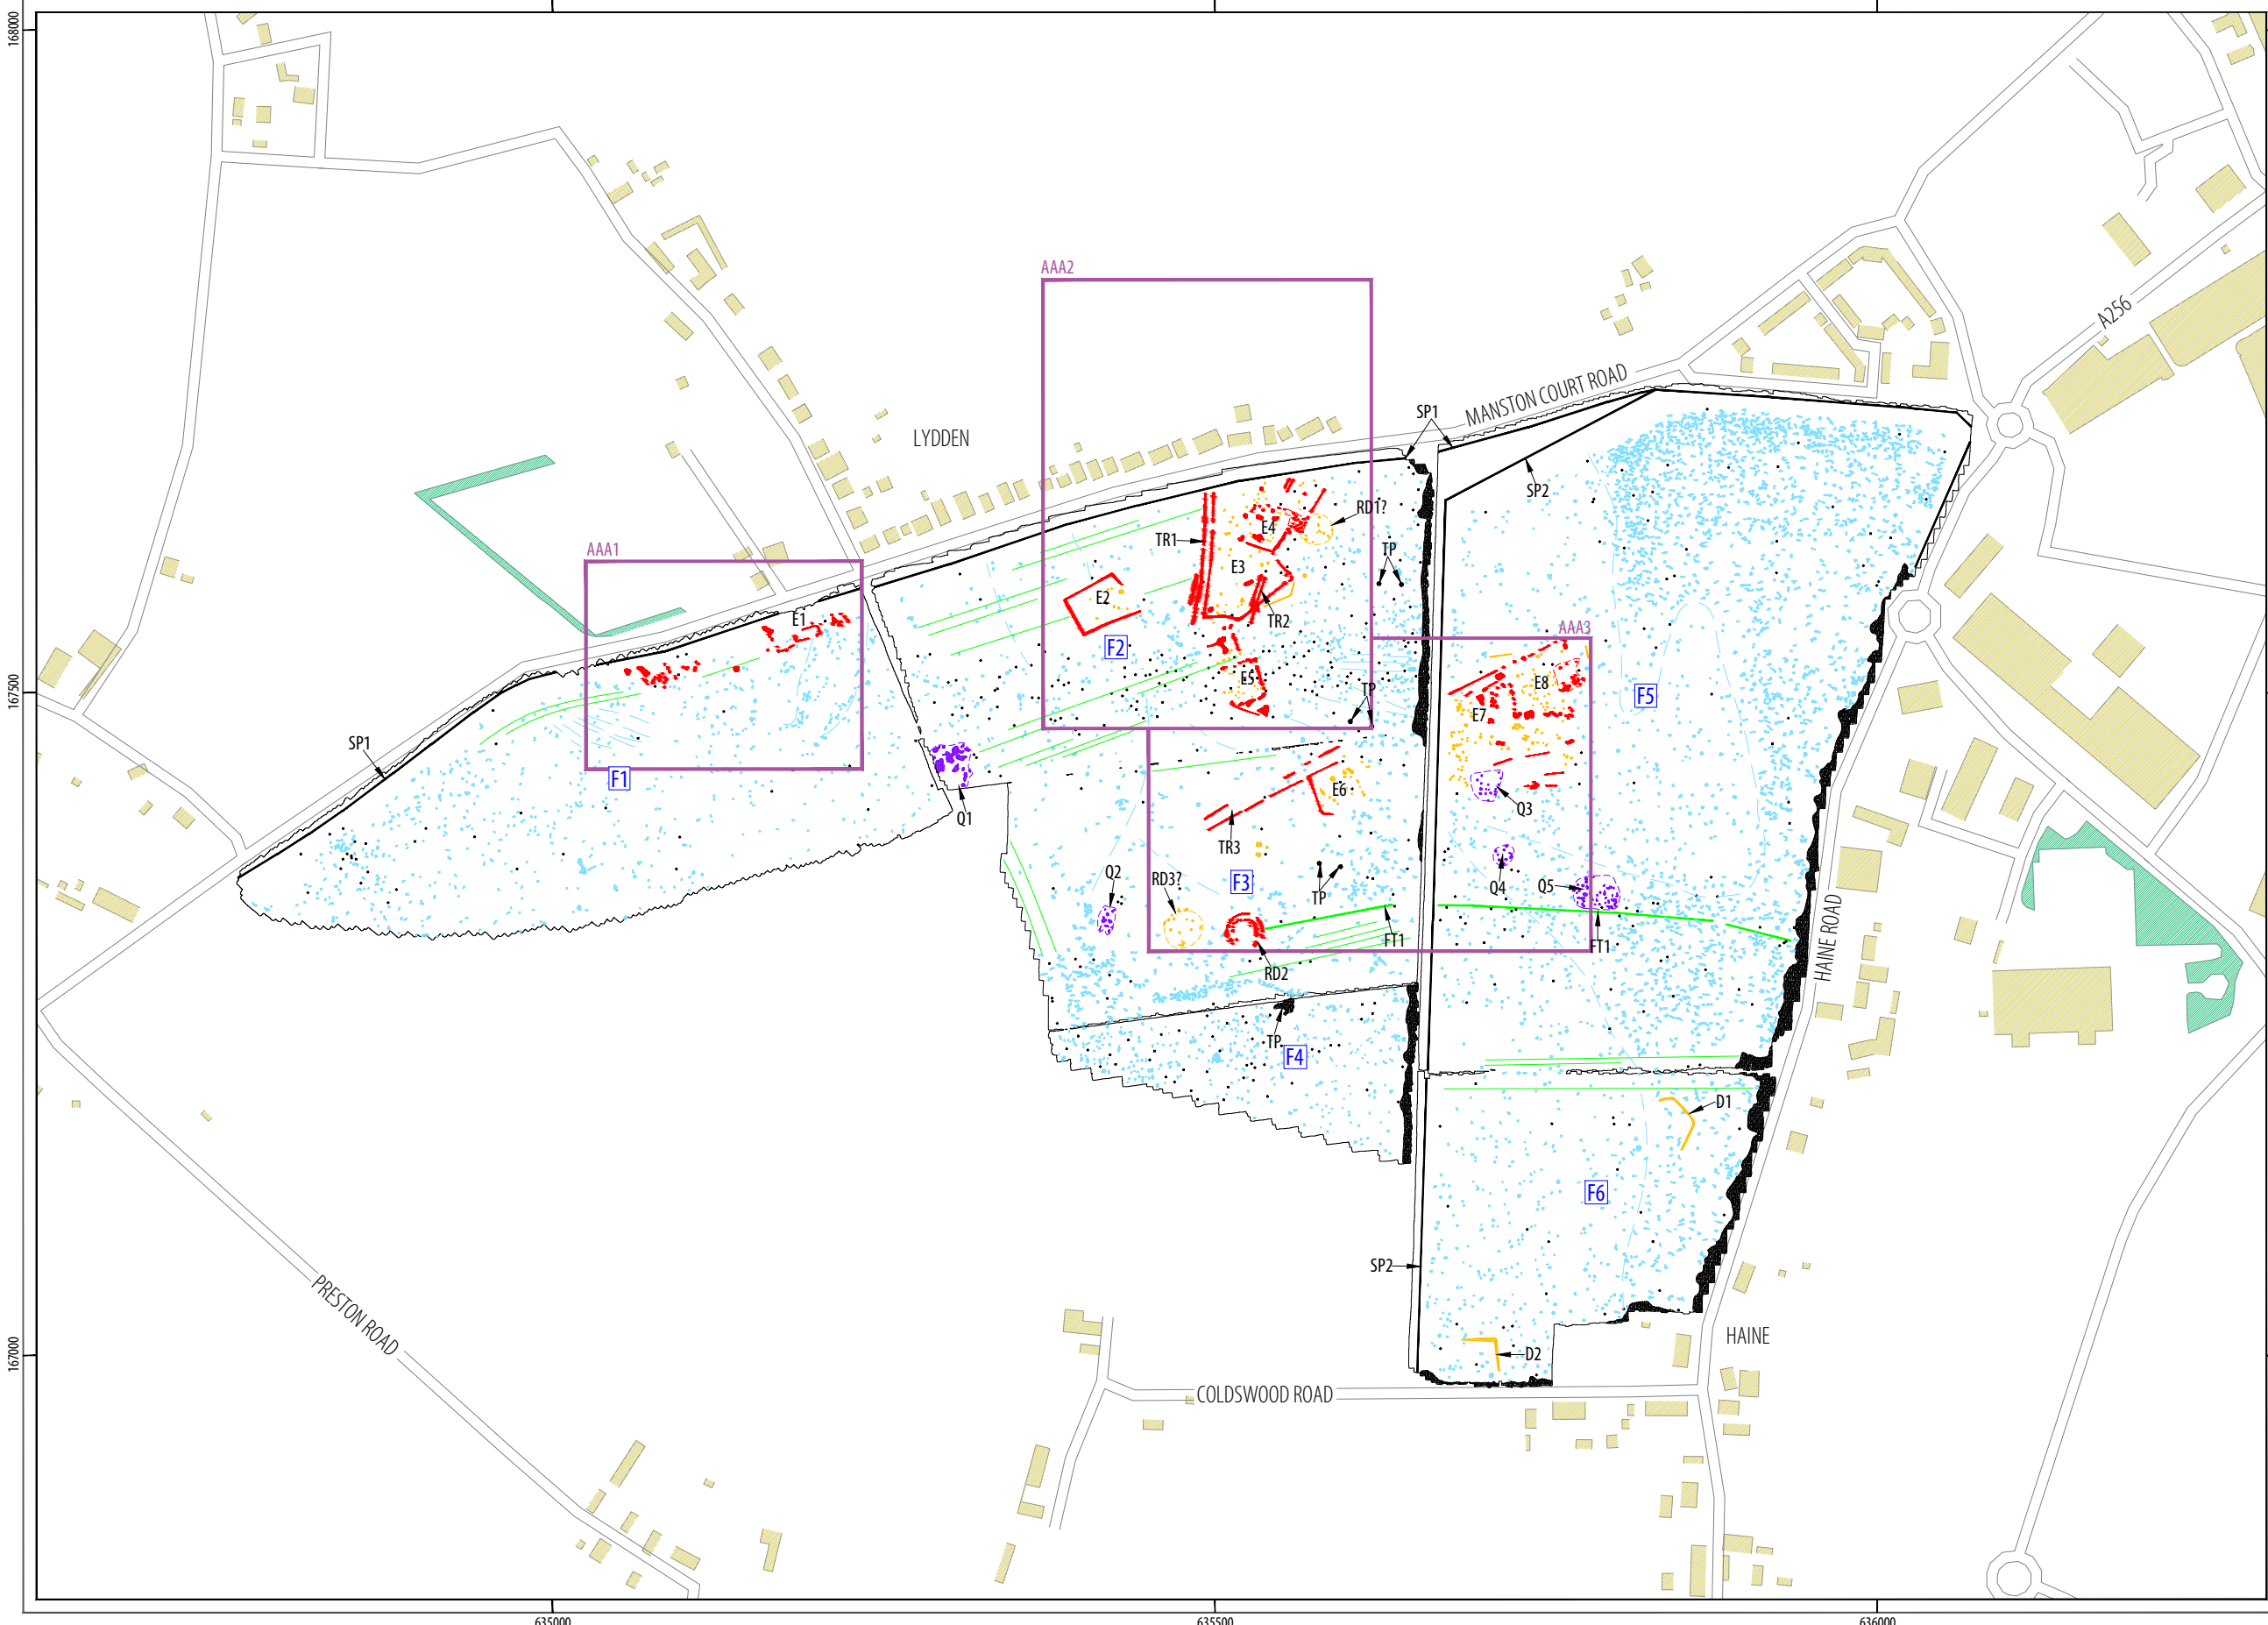 168000
AAA2
A256
MANSTON COURT ROAD
SP1
LYDDEN
SP2
RD1?
E4
TR1
TP
AAA1
E3
E2
E1
TR2
AAA3
F2
E5
E8
TP
F5
167500
E7
SP1
F1
E6
Q3
Q1
TR3
Q4
Q5
Q2
RD3?
F3
TP
HAINE ROAD
FT1
FT1
RD2
TP
F4
D1
F6
SP2
PRESTON ROAD
HAINE
167000
D2
COLDSWOOD ROAD
635000
635500
636000